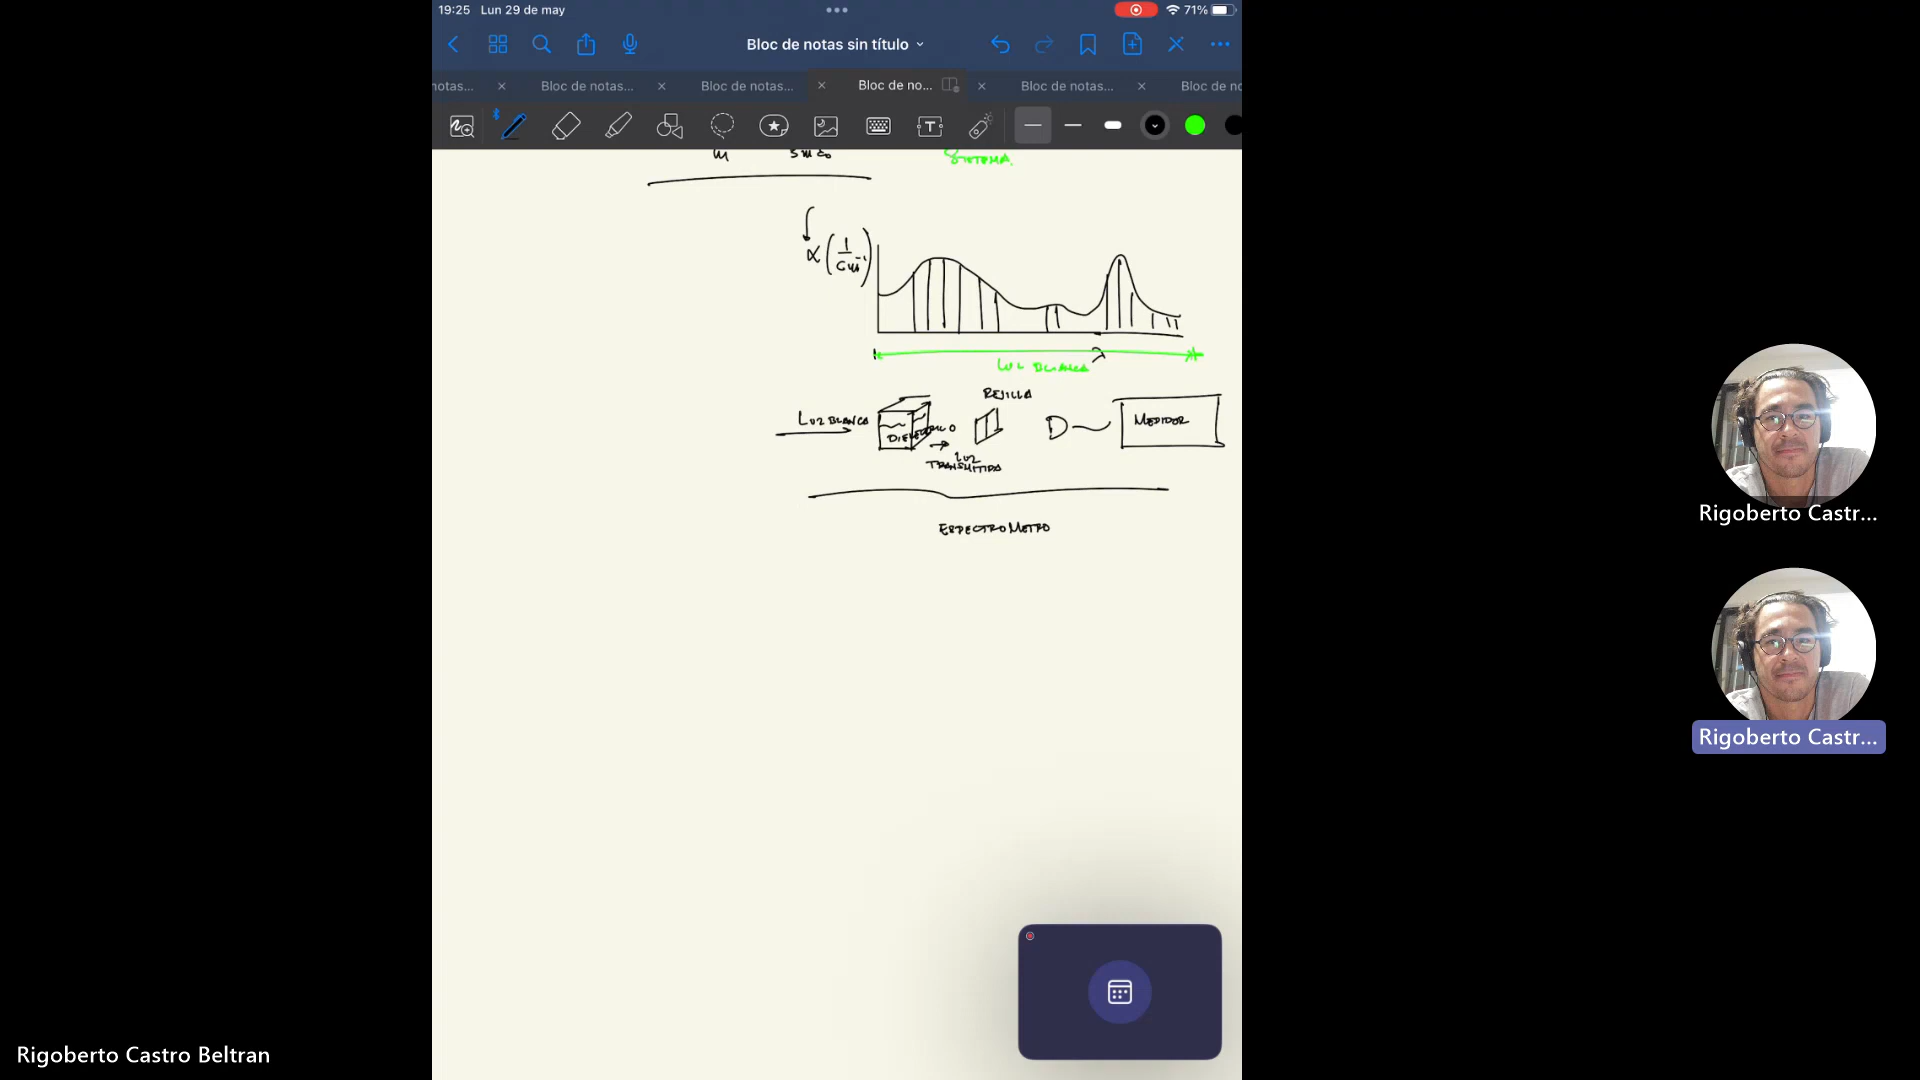 19:25 Lun 29 de may
71%
Bloc de notas sin título
notas...
Bloc de notas...
Bloc de notas...
Bloc de no...
Bloc de notas...
Bloc de no
SISTEMA.
α (1/cm⁻¹)
λ
LUZ BLANCA
REJILLA
LUZ BLANCA
DIELECTRICO
D
MEDIDOR
LUZ
TRANSMITIDA
ESPECTROMETRO
Rigoberto Castr...
Rigoberto Castr...
Rigoberto Castro Beltran